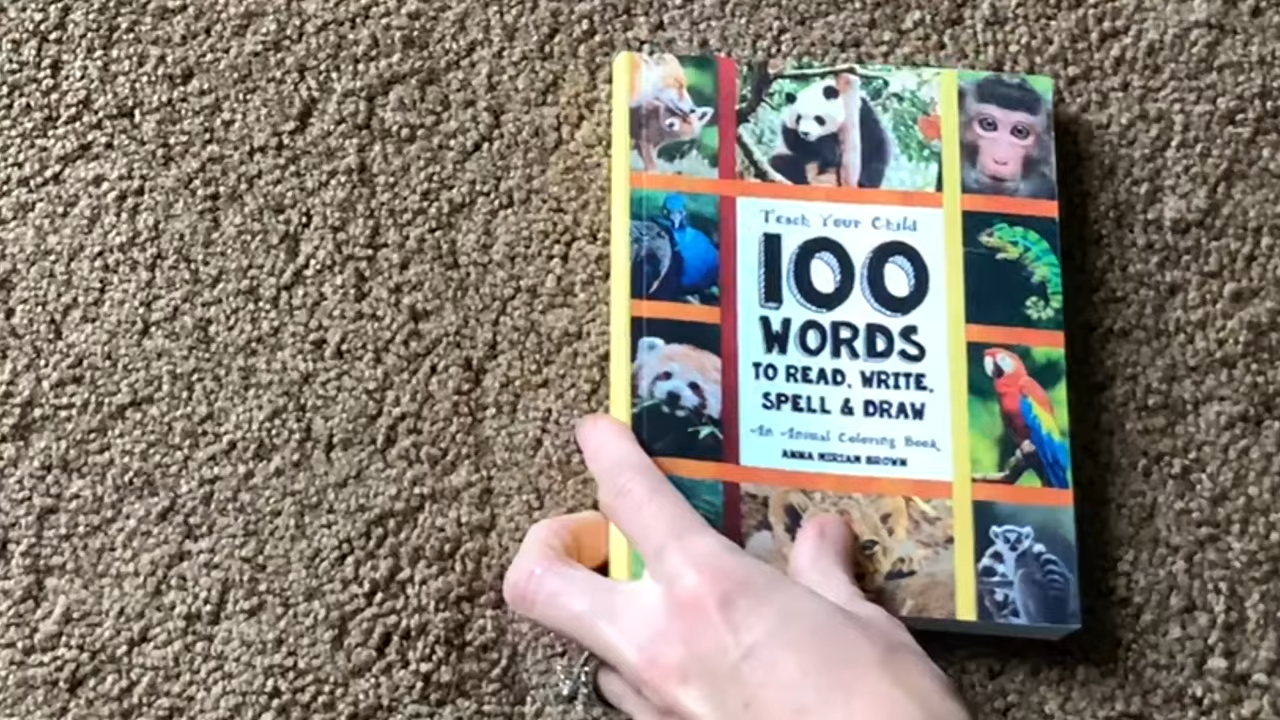 Teach Your Child
100
WORDS
TO READ, WRITE,
SPELL & DRAW
An Animal Coloring Book
ANNA MIRIAM BROWN